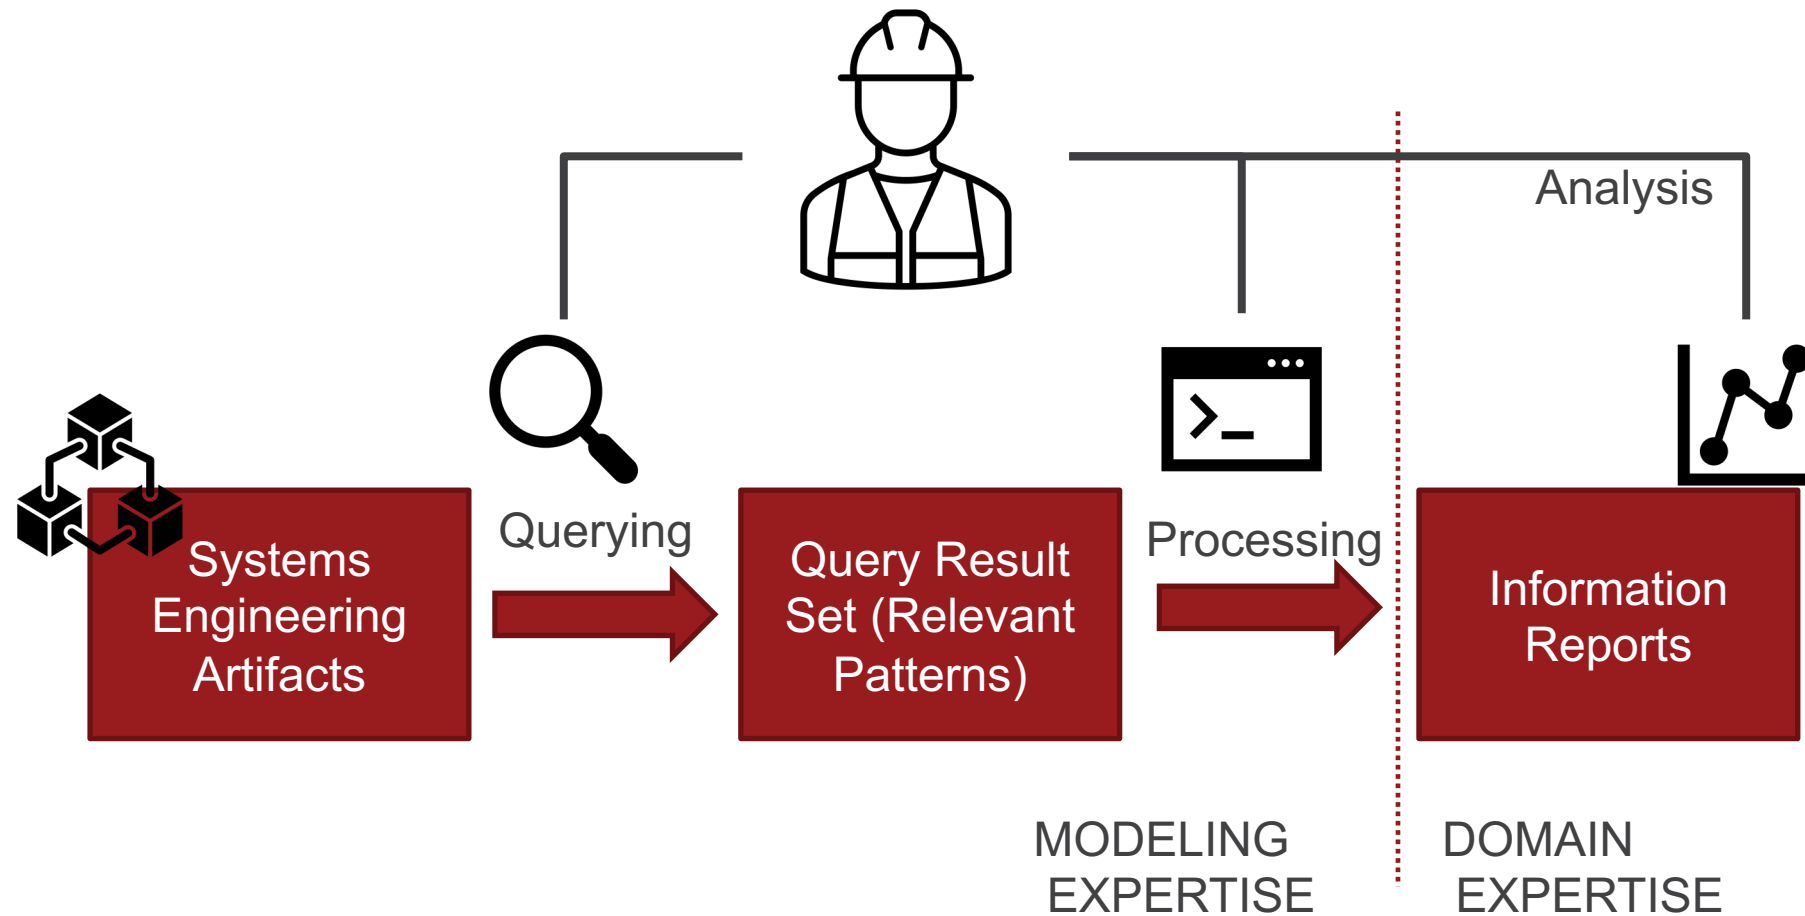 Analysis
Querying
Processing
Systems
Engineering
Artifacts
Query Result
Set (Relevant
Patterns)
Information
Reports
MODELING
EXPERTISE
DOMAIN
EXPERTISE